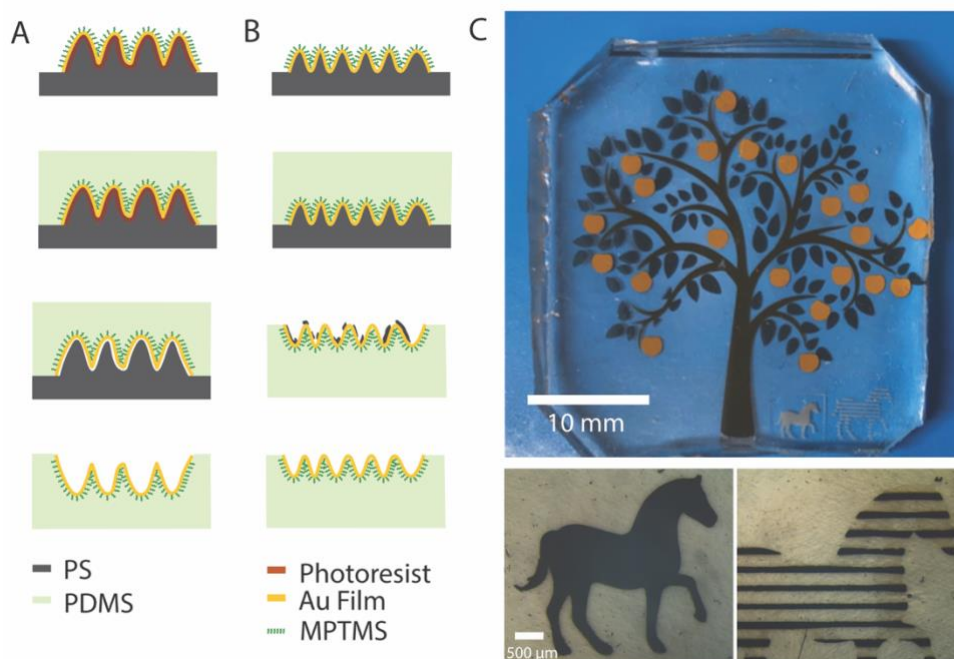 A
B
C
10 mm
PS
PDMS
Photoresist
Au Film
MPTMS
500 µm